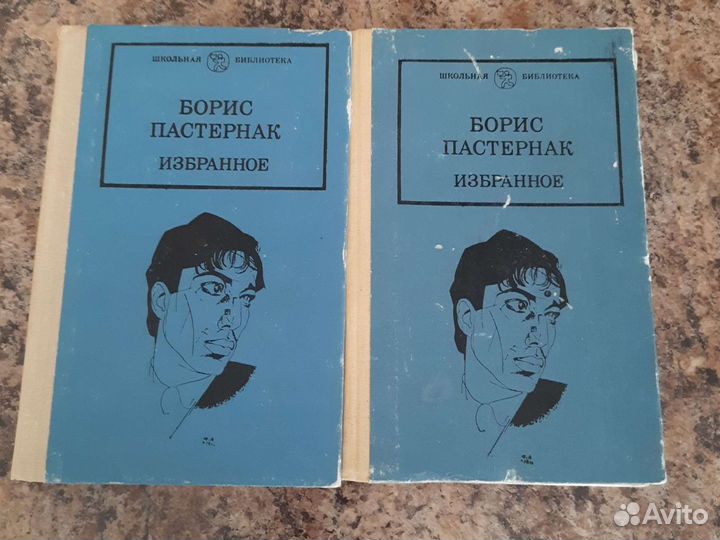 ШКОЛЬНАЯ БИБЛИОТЕКА
БОРИС
ПАСТЕРНАК
ИЗБРАННОЕ
ШКОЛЬНАЯ БИБЛИОТЕКА
БОРИС
ПАСТЕРНАК
ИЗБРАННОЕ
Avito